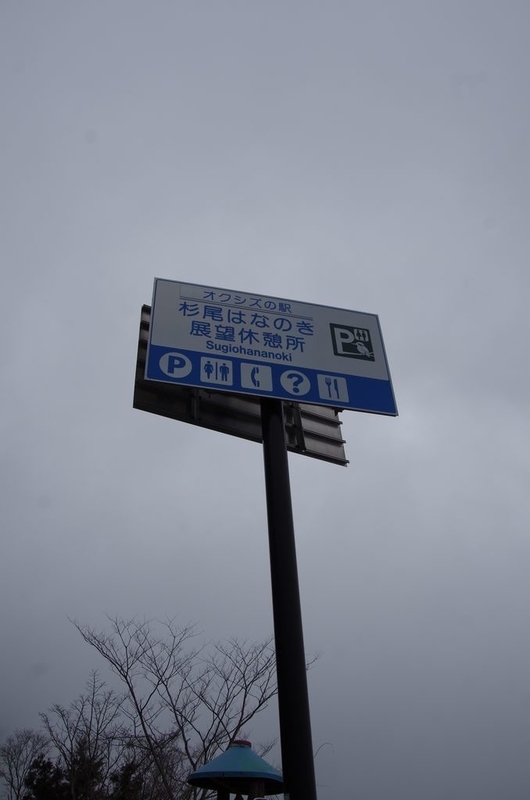 オクシズの駅
杉尾はなのき
展望休憩所
Sugiohananoki
P
P ?